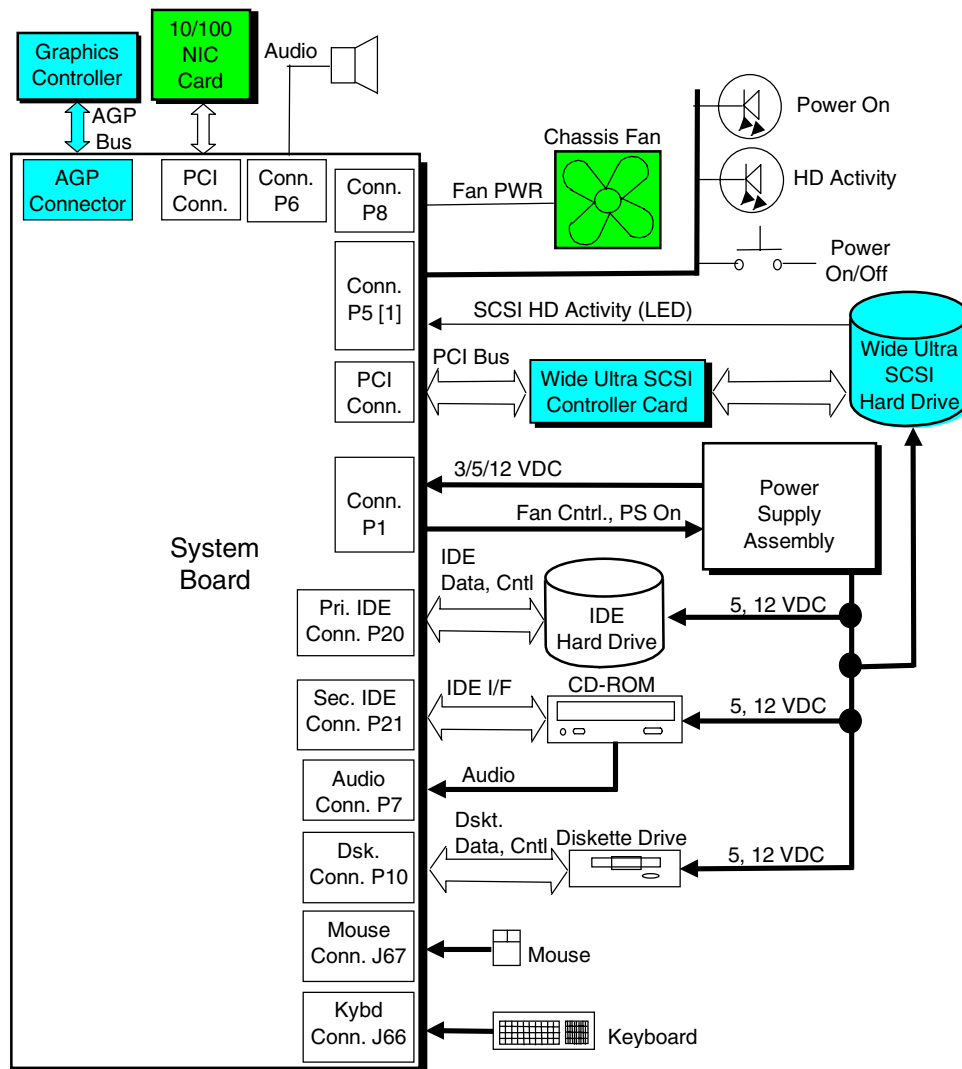 Graphics
Controller
10/100
NIC
Card
Audio
AGP
Bus
AGP
Connector
PCI
Conn.
Conn.
P6
Conn.
P8
Fan PWR
Chassis Fan
Power On
HD Activity
Power
On/Off
Conn.
P5 [1]
SCSI HD Activity (LED)
Wide Ultra
SCSI
Hard Drive
PCI
Conn.
PCI Bus
Wide Ultra SCSI
Controller Card
Conn.
P1
3/5/12 VDC
Fan Cntrl., PS On
Power
Supply
Assembly
System
Board
Pri. IDE
Conn. P20
IDE
Data, Cntl
IDE
Hard Drive
5, 12 VDC
Sec. IDE
Conn. P21
IDE I/F
CD-ROM
5, 12 VDC
Audio
Conn. P7
Audio
Dsk.
Conn. P10
Dskt.
Data, Cntl
Diskette Drive
5, 12 VDC
Mouse
Conn. J67
Mouse
Kybd
Conn. J66
Keyboard